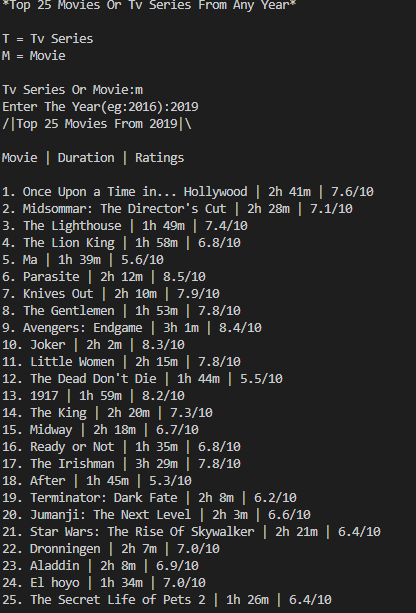 *Top 25 Movies Or Tv Series From Any Year*
T = Tv Series
M = Movie
Tv Series Or Movie:m
Enter The Year(eg:2016):2019
/|Top 25 Movies From 2019|\
Movie | Duration | Ratings
1. Once Upon a Time in... Hollywood | 2h 41m | 7.6/10
2. Midsommar: The Director's Cut | 2h 28m | 7.1/10
3. The Lighthouse | 1h 49m | 7.4/10
4. The Lion King | 1h 58m | 6.8/10
5. Ma | 1h 39m | 5.6/10
6. Parasite | 2h 12m | 8.5/10
7. Knives Out | 2h 10m | 7.9/10
8. The Gentlemen | 1h 53m | 7.8/10
9. Avengers: Endgame | 3h 1m | 8.4/10
10. Joker | 2h 2m | 8.3/10
11. Little Women | 2h 15m | 7.8/10
12. The Dead Don't Die | 1h 44m | 5.5/10
13. 1917 | 1h 59m | 8.2/10
14. The King | 2h 20m | 7.3/10
15. Midway | 2h 18m | 6.7/10
16. Ready or Not | 1h 35m | 6.8/10
17. The Irishman | 3h 29m | 7.8/10
18. After | 1h 45m | 5.3/10
19. Terminator: Dark Fate | 2h 8m | 6.2/10
20. Jumanji: The Next Level | 2h 3m | 6.6/10
21. Star Wars: The Rise Of Skywalker | 2h 21m | 6.4/10
22. Dronningen | 2h 7m | 7.0/10
23. Aladdin | 2h 8m | 6.9/10
24. El hoyo | 1h 34m | 7.0/10
25. The Secret Life of Pets 2 | 1h 26m | 6.4/10